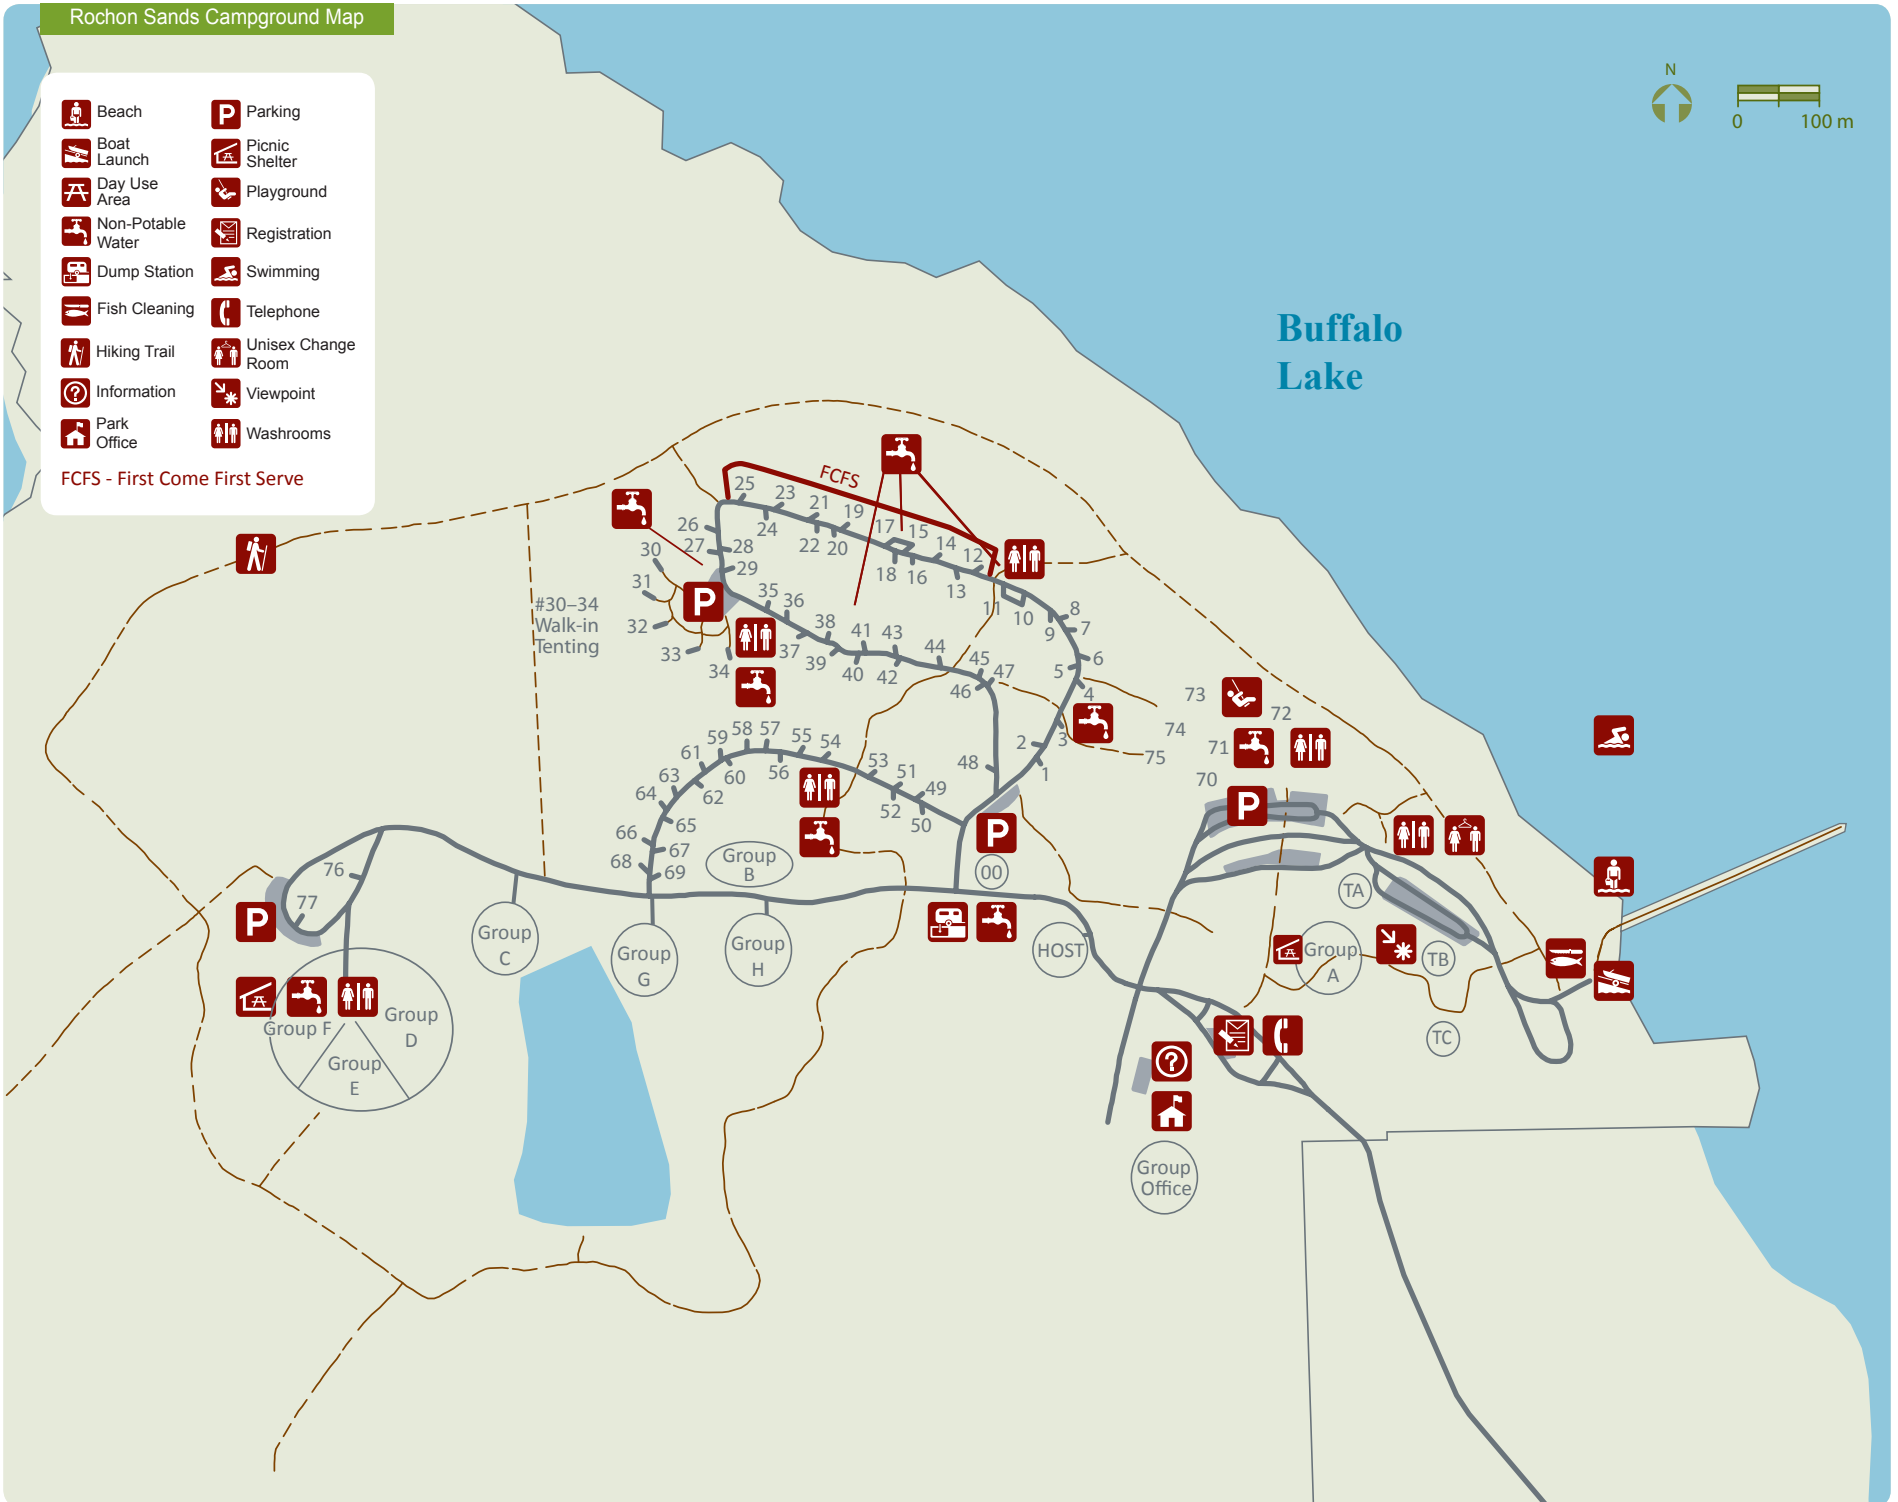 Rochon Sands Campground Map
Beach
Parking
Boat
Launch
Picnic
Shelter
Day Use
Area
Playground
Non-Potable
Water
Registration
Dump Station
Swimming
Fish Cleaning
Telephone
Hiking Trail
Unisex Change
Room
Information
Viewpoint
Park
Office
Washrooms
FCFS - First Come First Serve
N
0 100 m
Buffalo
Lake
FCFS
25
23
21
19
17
15
14
12
24
22
20
18
16
13
11
10
26
27
28
29
30
31
32
33
34
#30–34
Walk-in
Tenting
35
36
37
38
39
40
41
42
43
44
45
46
47
48
9
8
7
6
5
4
3
2
1
73
72
74
75
71
70
58
57
55
54
59
61
60
56
53
51
49
52
50
63
62
64
65
66
67
68
69
76
77
Group
B
00
P
P
P
P
P
Group
C
Group
G
Group
H
HOST
TA
Group
A
TB
TC
Group F
Group
D
Group
E
Group
Office